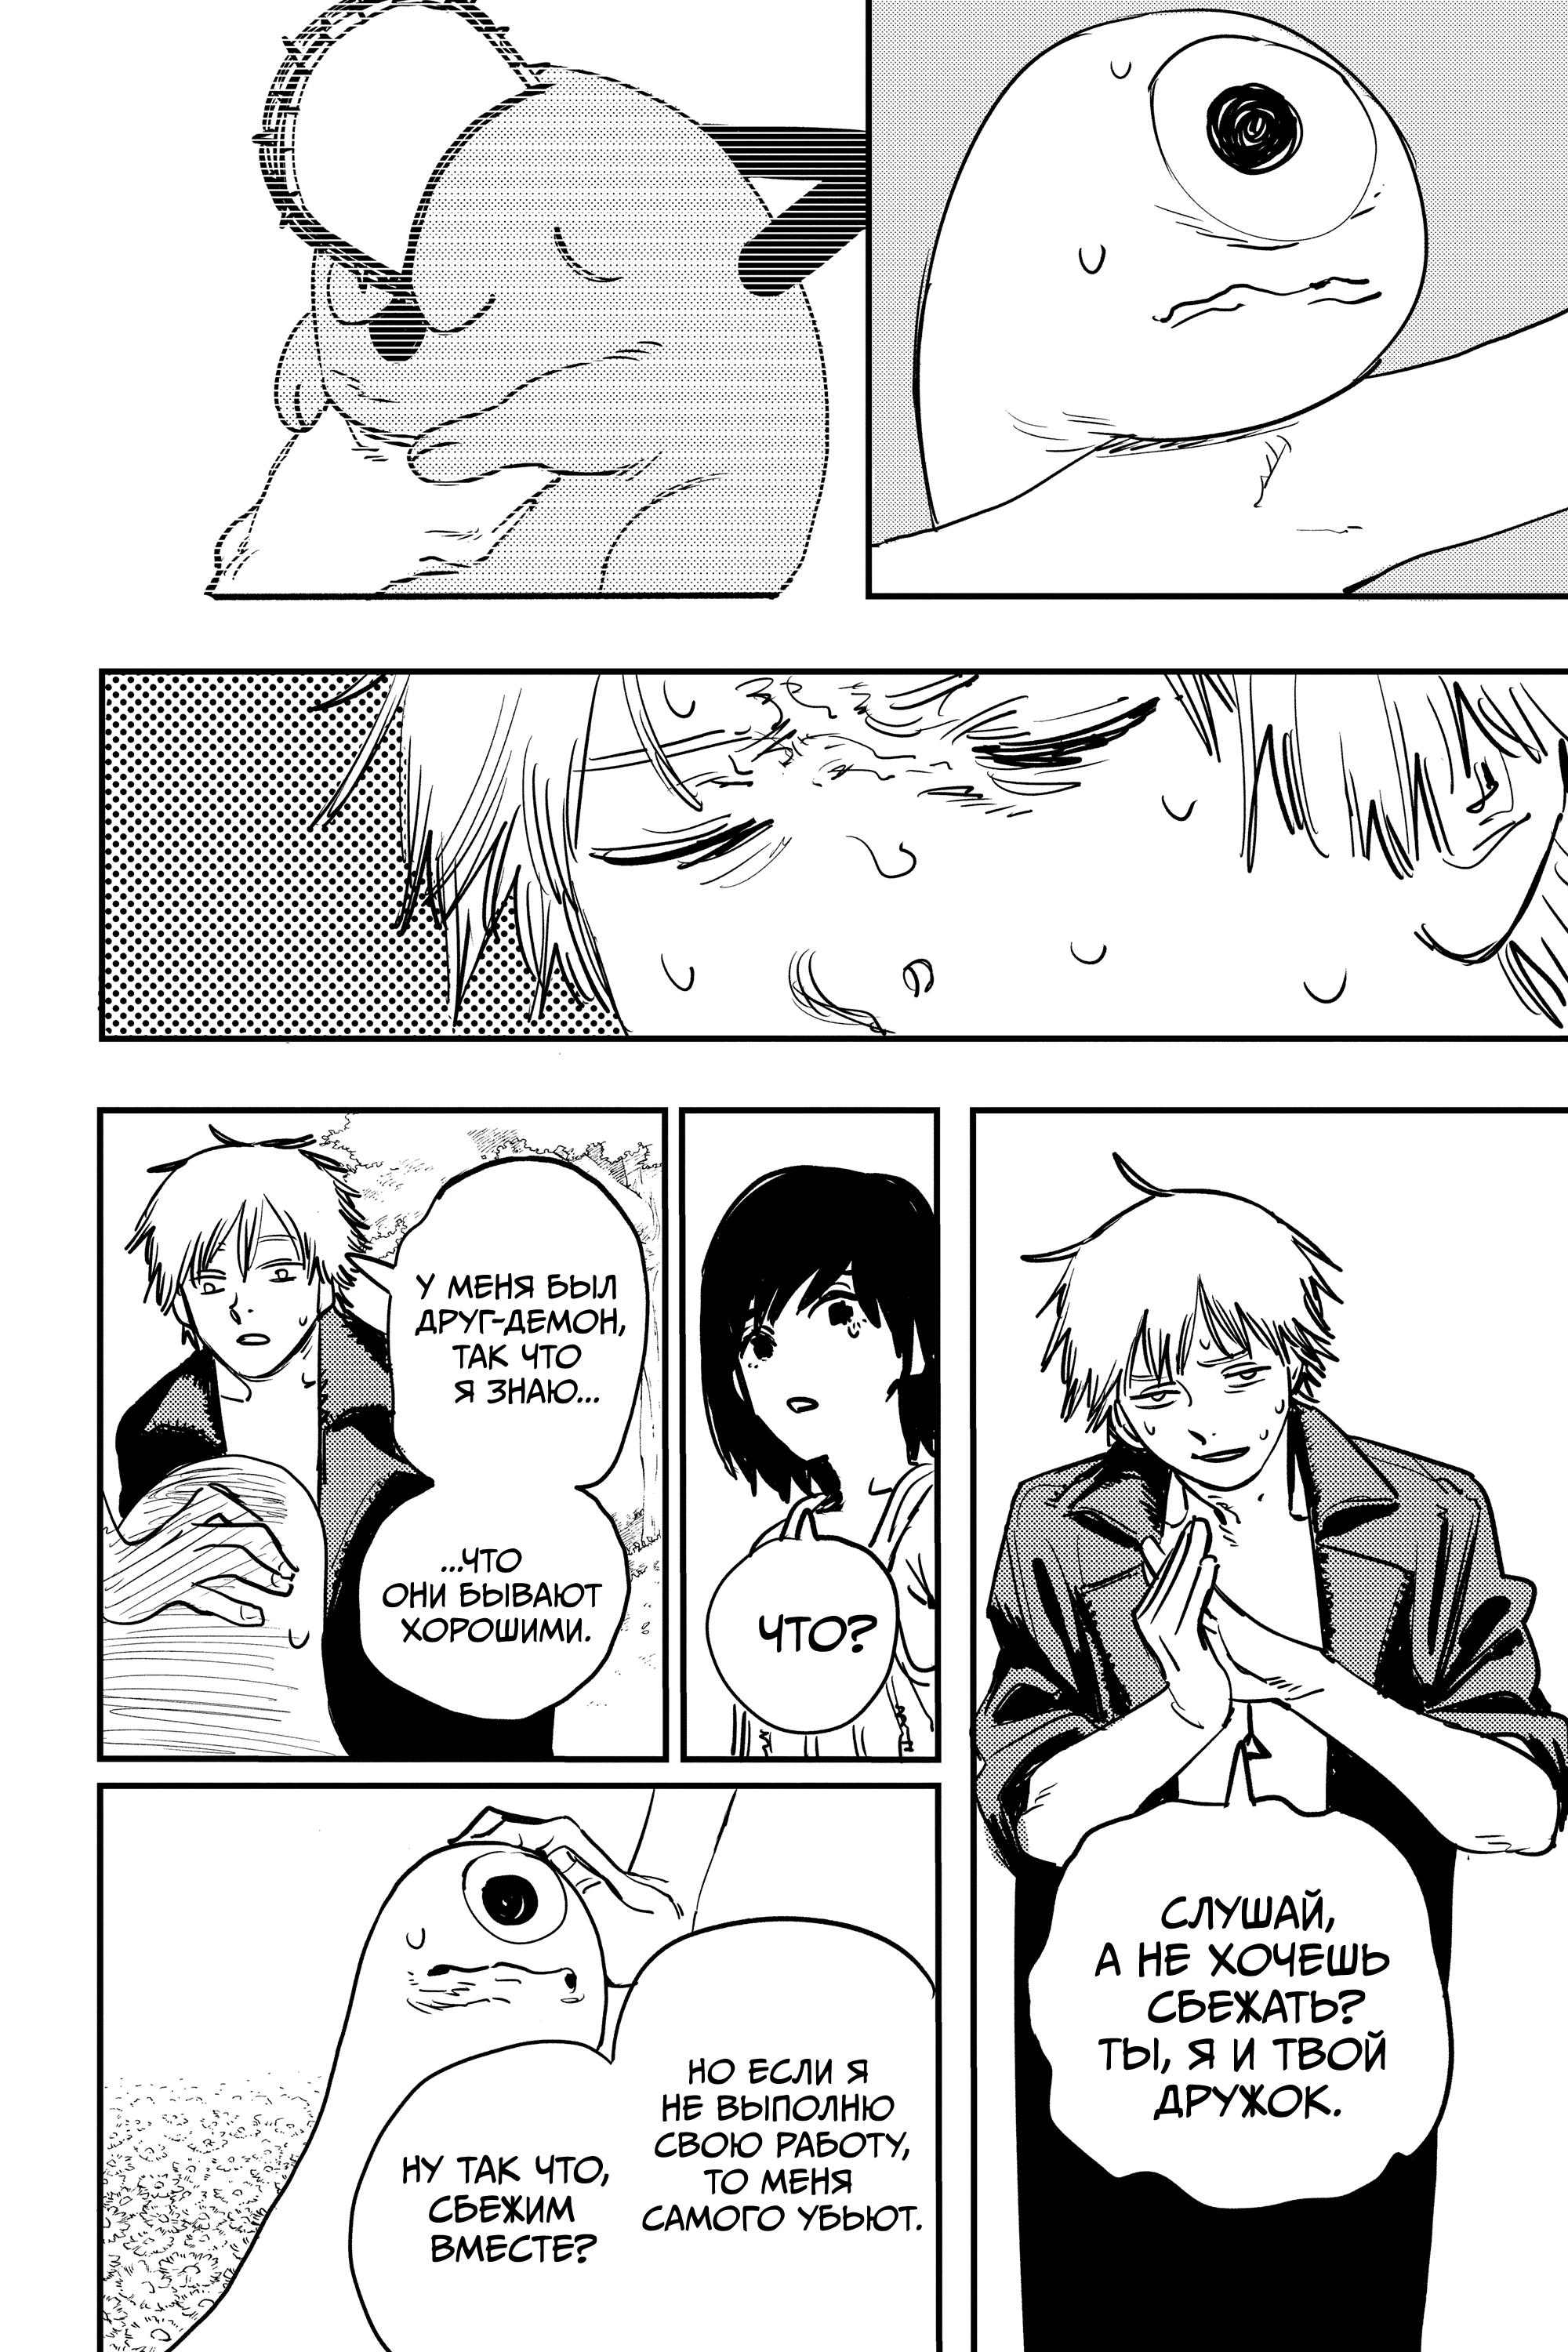 СЛУШАЙ,
А НЕ ХОЧЕШЬ
СБЕЖАТЬ?
ТЫ, Я И ТВОЙ
ДРУЖОК.
ЧТО?
У МЕНЯ БЫЛ
ДРУГ-ДЕМОН,
ТАК ЧТО
Я ЗНАЮ...
...ЧТО
ОНИ БЫВАЮТ
ХОРОШИМИ.
НО ЕСЛИ Я
НЕ ВЫПОЛНЮ
СВОЮ РАБОТУ,
ТО МЕНЯ
САМОГО УБЬЮТ.
НУ ТАК ЧТО,
СБЕЖИМ
ВМЕСТЕ?